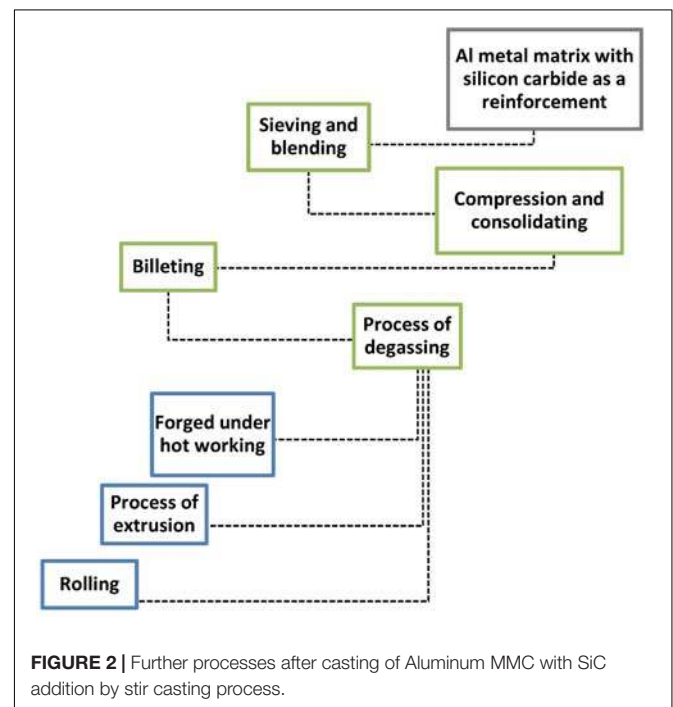 Al metal matrix with
silicon carbide as a
reinforcement
Sieving and
blending
Compression and
consolidating
Billeting
Process of
degassing
Forged under
hot working
Process of
extrusion
Rolling
FIGURE 2 | Further processes after casting of Aluminum MMC with SiC
addition by stir casting process.